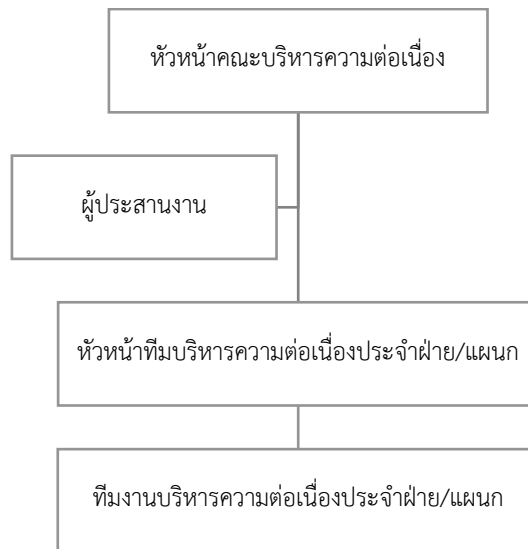 หัวหน้าคณะบริหารความต่อเนื่อง
ผู้ประสานงาน
หัวหน้าทีมบริหารความต่อเนื่องประจำฝ่าย/แผนก
ทีมงานบริหารความต่อเนื่องประจำฝ่าย/แผนก